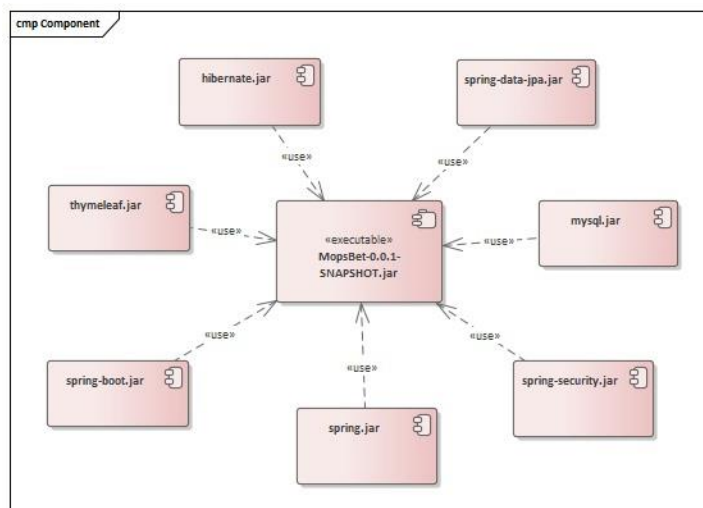 cmp Component
hibernate.jar
spring-data-jpa.jar
«use»
«use»
thymeleaf.jar
«executable»
MopsBet-0.0.1-
SNAPSHOT.jar
mysql.jar
«use»
«use»
«use»
«use»
«use»
spring-boot.jar
spring.jar
spring-security.jar